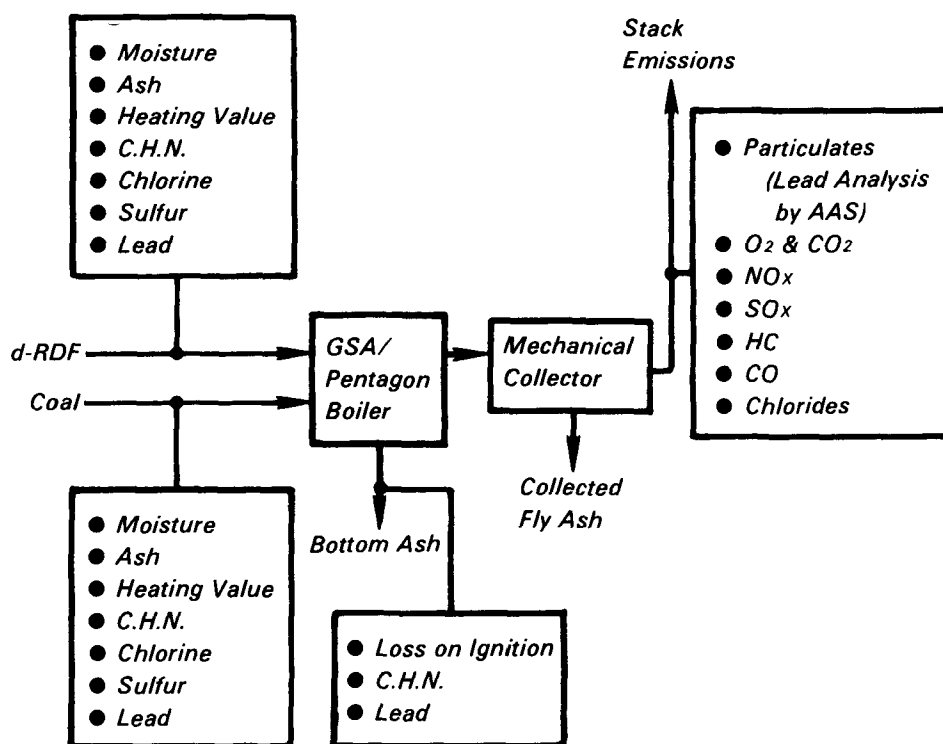 ● Moisture
● Ash
● Heating Value
● C.H.N.
● Chlorine
● Sulfur
● Lead
Stack
Emissions
● Particulates
(Lead Analysis
by AAS)
● O2 & CO2
● NOx
● SOx
● HC
● CO
● Chlorides
d-RDF
Coal
GSA/
Pentagon
Boiler
Mechanical
Collector
Collected
Fly Ash
Bottom Ash
● Moisture
● Ash
● Heating Value
● C.H.N.
● Chlorine
● Sulfur
● Lead
● Loss on Ignition
● C.H.N.
● Lead